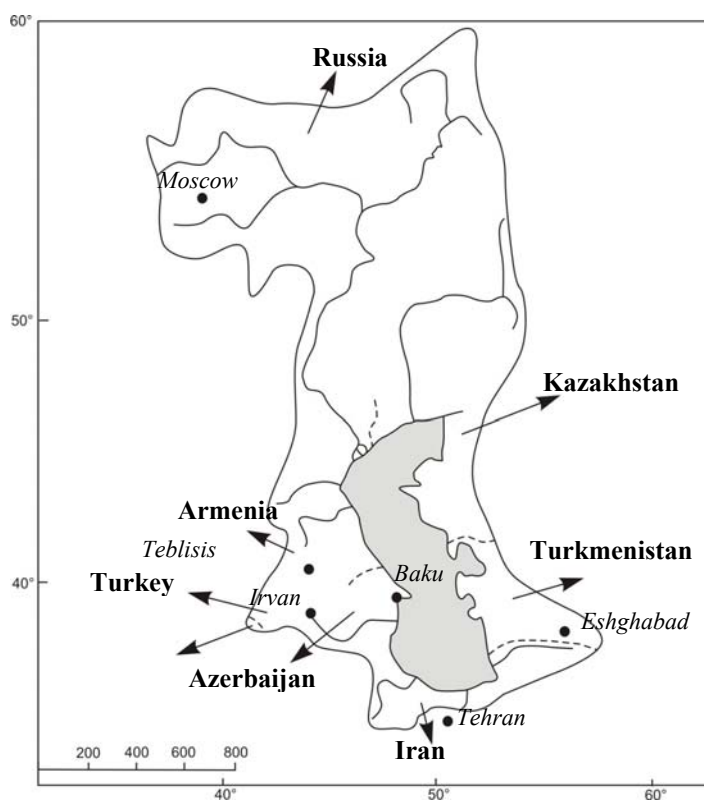 60°
Russia
Moscow
50°
Kazakhstan
Armenia
Teblisis
Turkmenistan
Baku
40°
Turkey
Irvan
Eshghabad
Azerbaijan
Tehran
Iran
200 400 600 800
40° 50° 60°